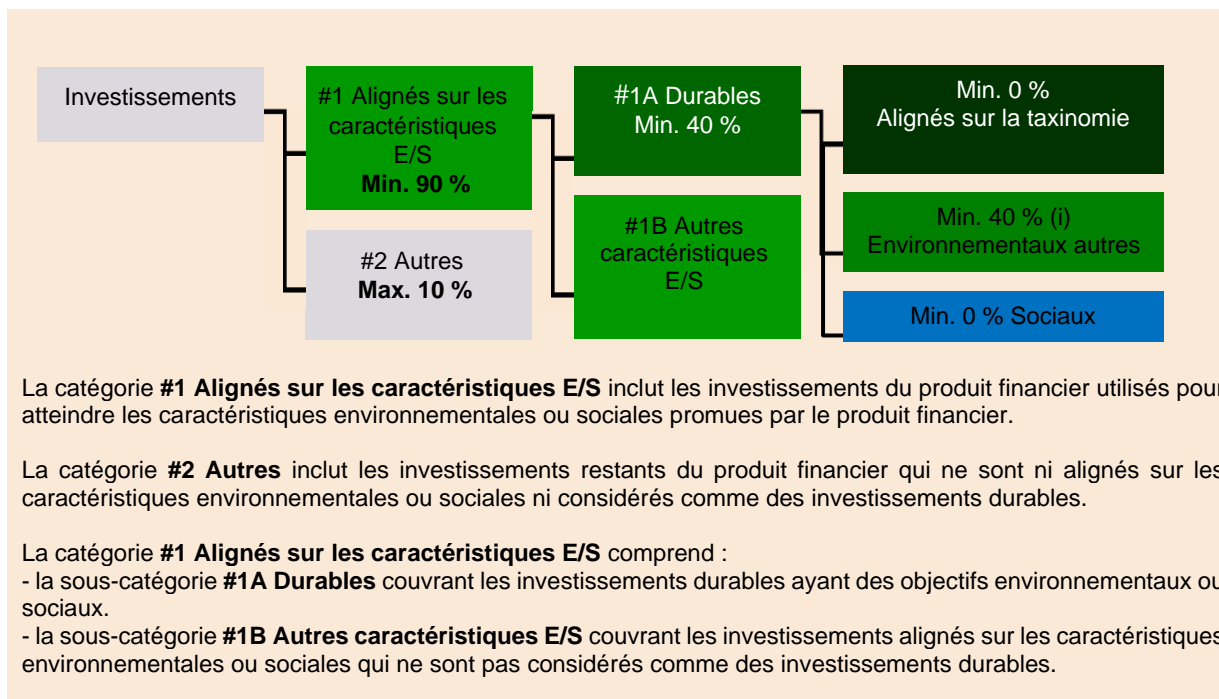 Investissements
#1 Alignés sur les
caractéristiques
E/S
Min. 90 %
#2 Autres
Max. 10 %
#1A Durables
Min. 40 %
#1B Autres
caractéristiques
E/S
Min. 0 %
Alignés sur la taxinomie
Min. 40 % (i)
Environnementaux autres
Min. 0 % Sociaux
La catégorie #1 Alignés sur les caractéristiques E/S inclut les investissements du produit financier utilisés pour
atteindre les caractéristiques environnementales ou sociales promues par le produit financier.
La catégorie #2 Autres inclut les investissements restants du produit financier qui ne sont ni alignés sur les
caractéristiques environnementales ou sociales ni considérés comme des investissements durables.
La catégorie #1 Alignés sur les caractéristiques E/S comprend :
- la sous-catégorie #1A Durables couvrant les investissements durables ayant des objectifs environnementaux ou
sociaux.
- la sous-catégorie #1B Autres caractéristiques E/S couvrant les investissements alignés sur les caractéristiques
environnementales ou sociales qui ne sont pas considérés comme des investissements durables.